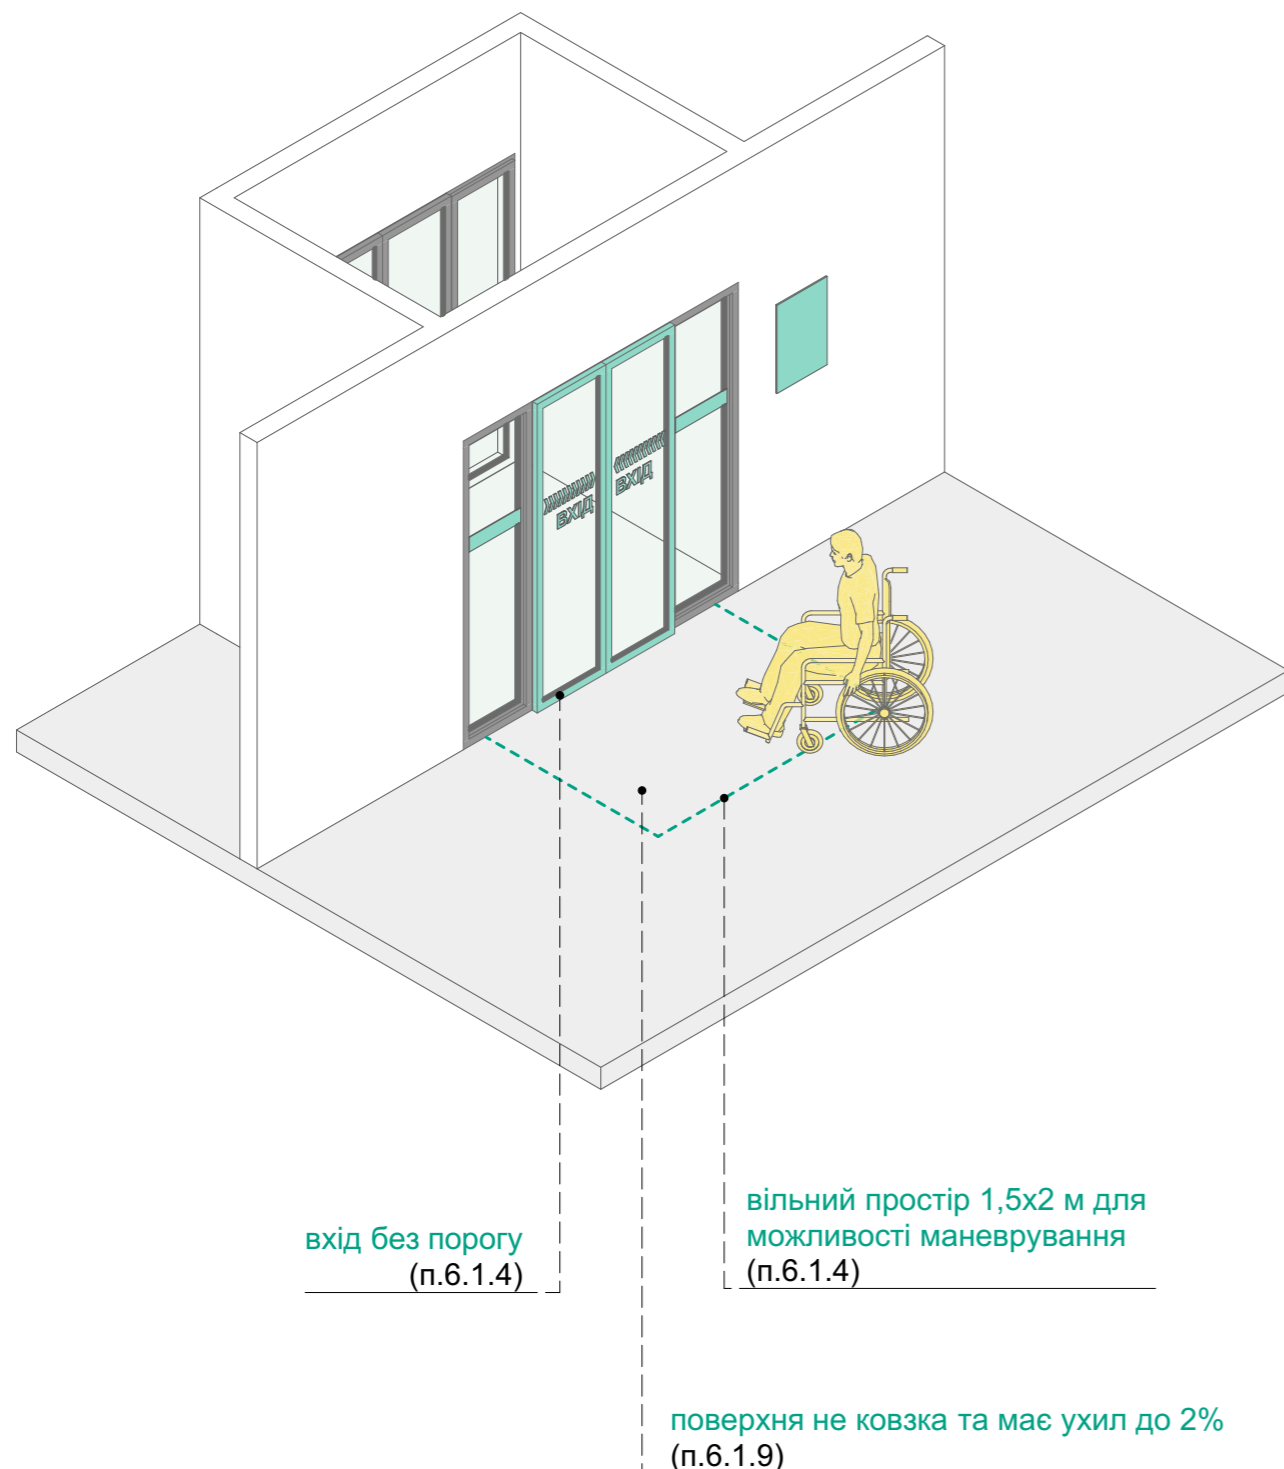 ВХІД
ВХІД
вхід без порогу
(п.6.1.4)
вільний простір 1,5х2 м для
можливості маневрування
(п.6.1.4)
поверхня не ковзка та має ухил до 2%
(п.6.1.9)